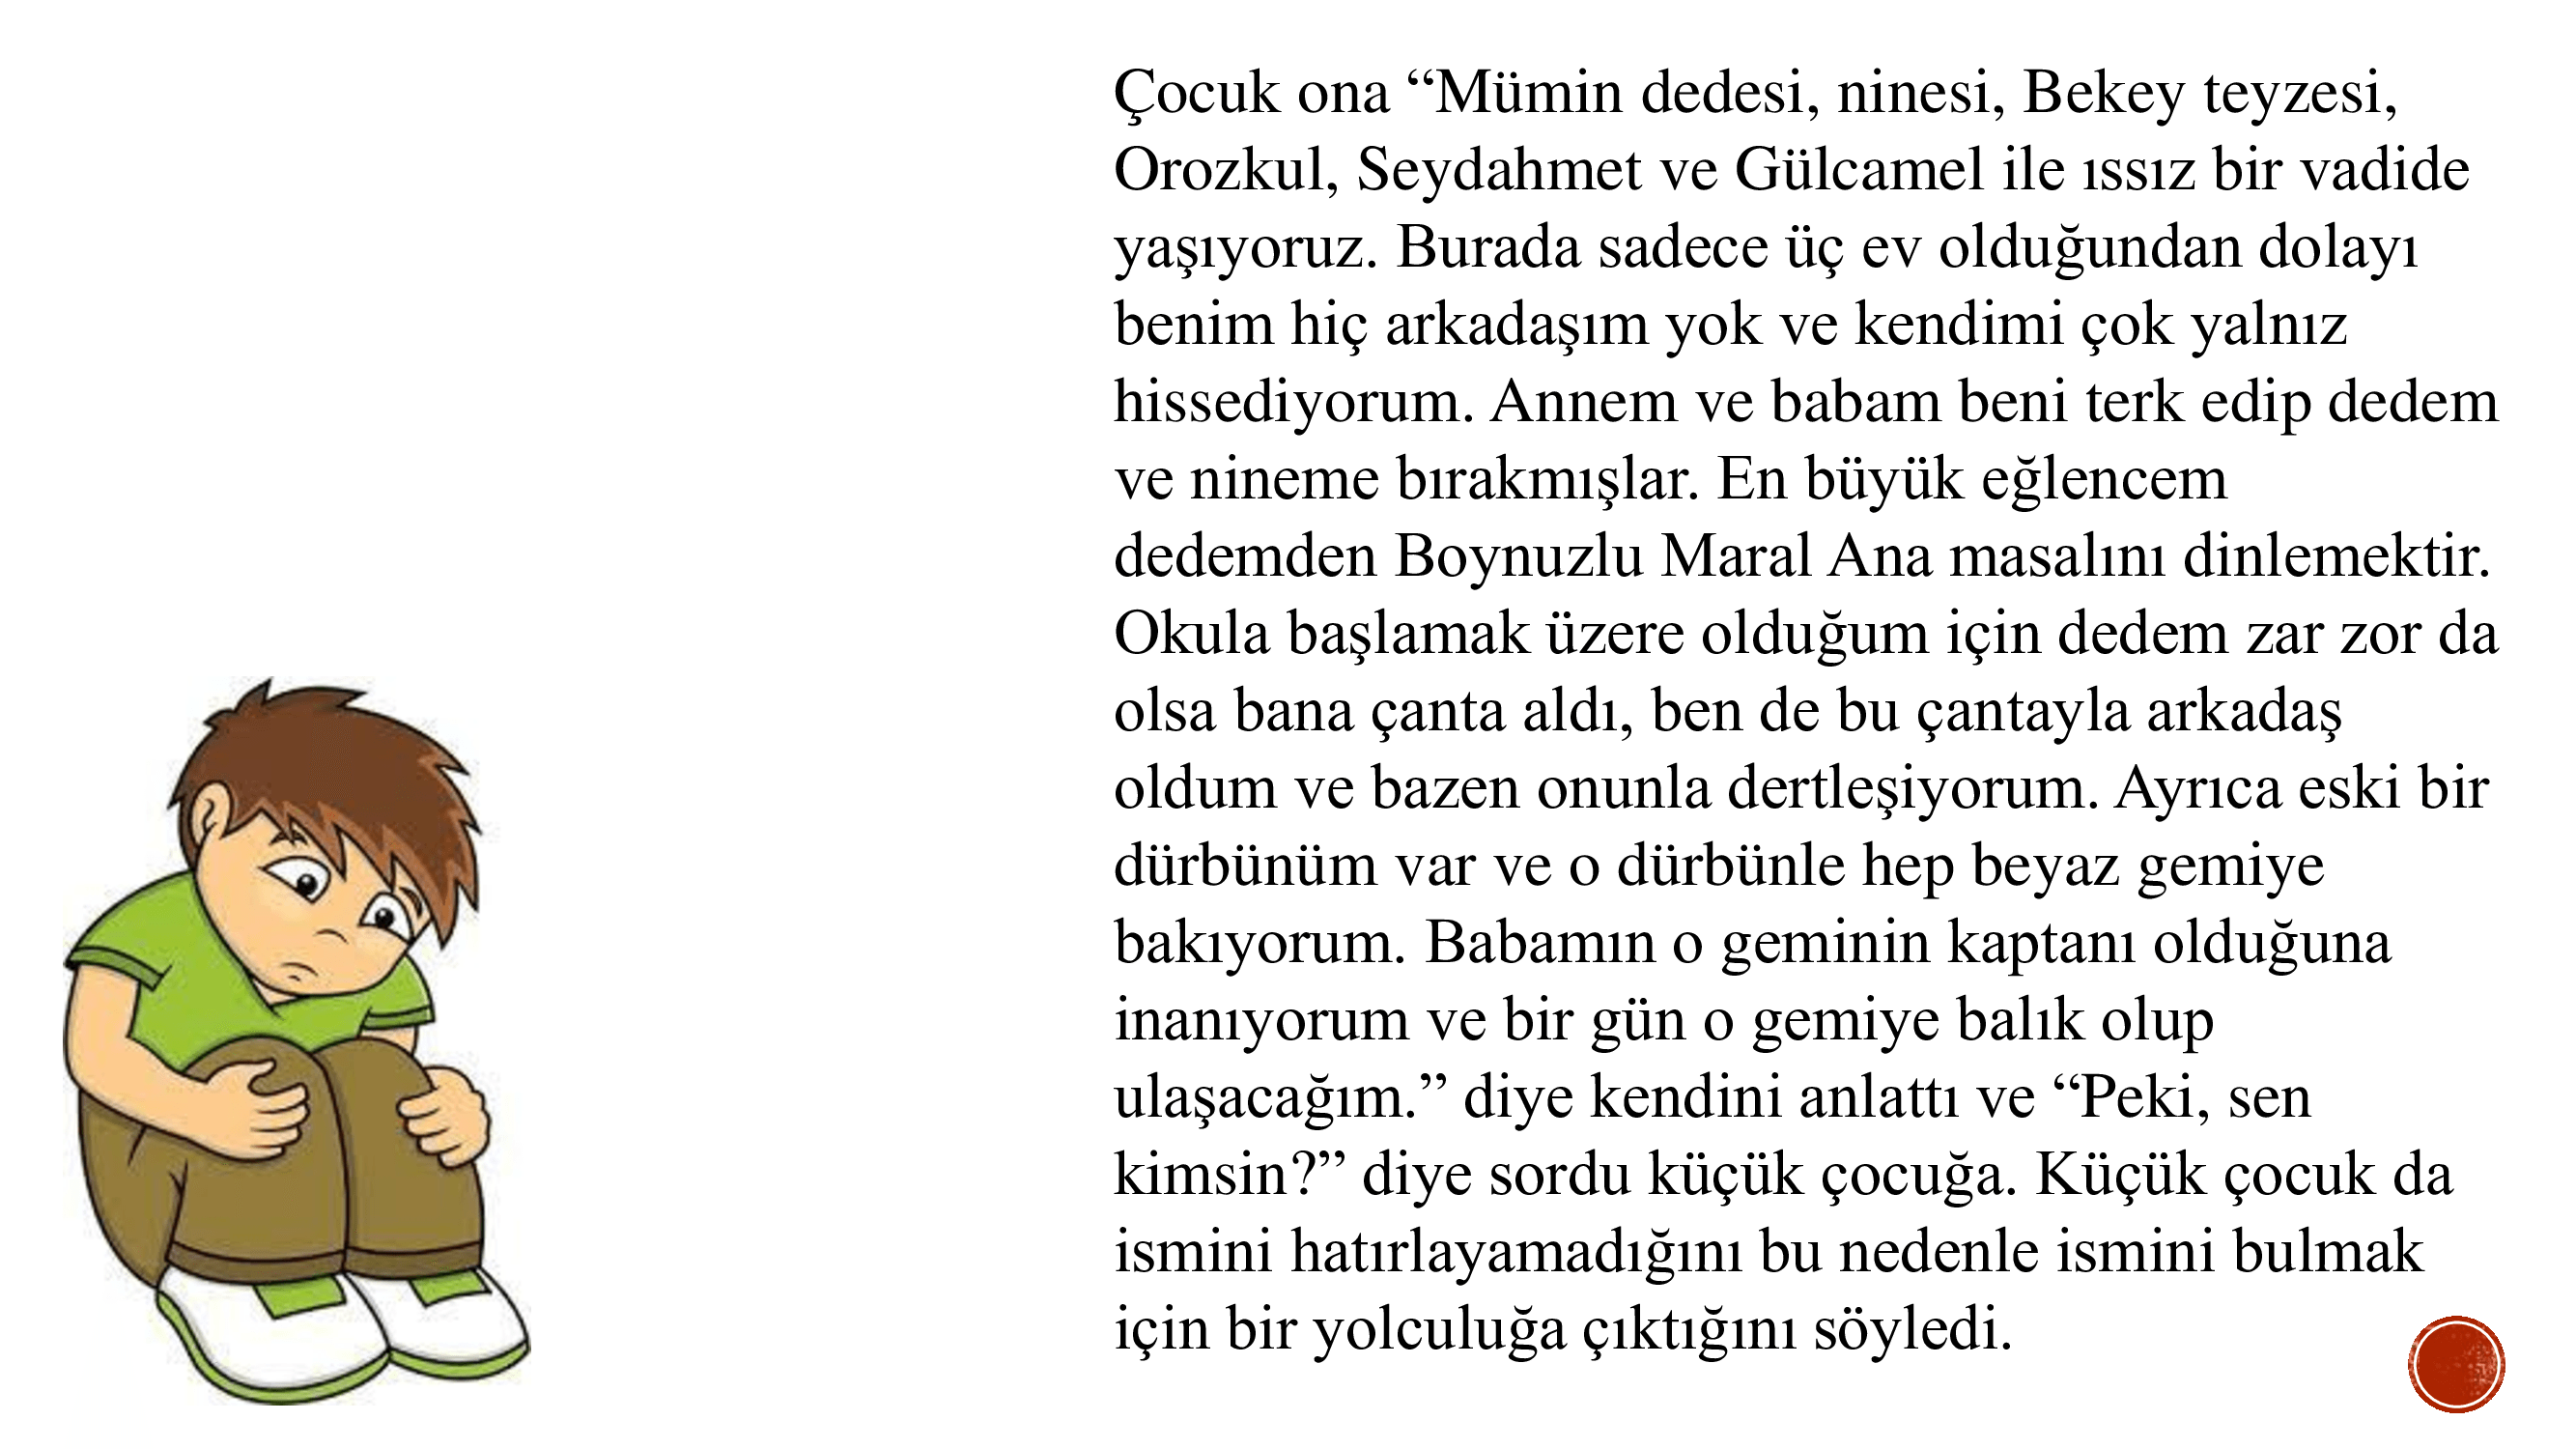 Çocuk ona “Mümin dedesi, ninesi, Bekey teyzesi,
Orozkul, Seydahmet ve Gülcamel ile ıssız bir vadide
yaşıyoruz. Burada sadece üç ev olduğundan dolayı
benim hiç arkadaşım yok ve kendimi çok yalnız
hissediyorum. Annem ve babam beni terk edip dedem
ve nineme bırakmışlar. En büyük eğlencem
dedemden Boynuzlu Maral Ana masalını dinlemektir.
Okula başlamak üzere olduğum için dedem zar zor da
olsa bana çanta aldı, ben de bu çantayla arkadaş
oldum ve bazen onunla dertleşiyorum. Ayrıca eski bir
dürbünüm var ve o dürbünle hep beyaz gemiye
bakıyorum. Babamın o geminin kaptanı olduğuna
inanıyorum ve bir gün o gemiye balık olup
ulaşacağım.” diye kendini anlattı ve “Peki, sen
kimsin?” diye sordu küçük çocuğa. Küçük çocuk da
ismini hatırlayamadığını bu nedenle ismini bulmak
için bir yolculuğa çıktığını söyledi.